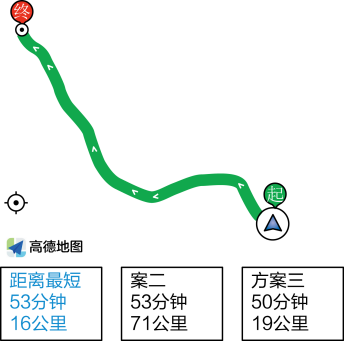 终
起
高德地图
距离最短
53分钟
16公里
案二
53分钟
71公里
方案三
50分钟
19公里